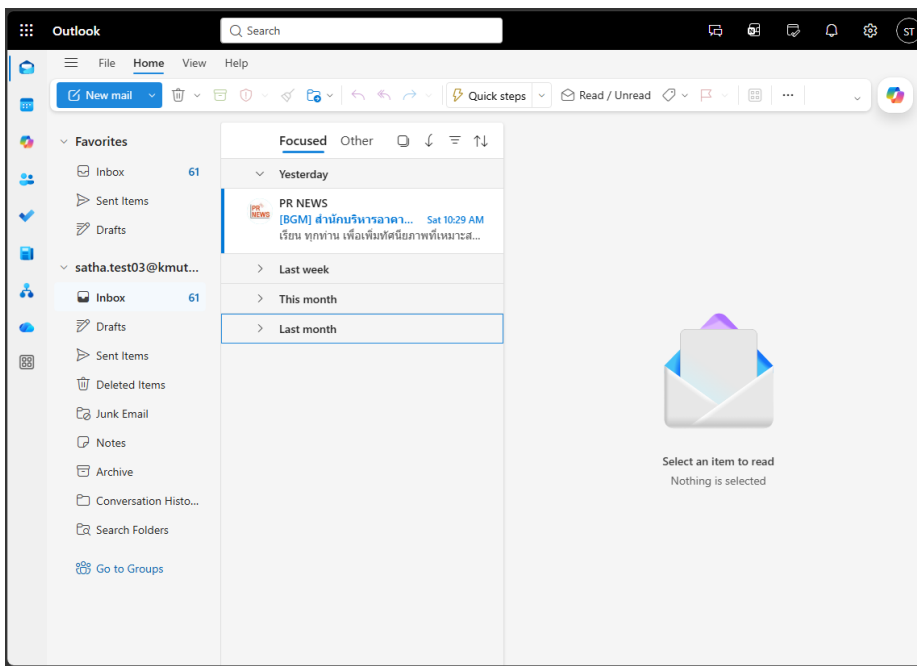 Outlook
Search
ST
File Home View Help
New mail
Quick steps
Read / Unread
Favorites
Inbox 61
Sent Items
Drafts
satha.test03@kmut...
Inbox 61
Drafts
Sent Items
Deleted Items
Junk Email
Notes
Archive
Conversation Histo...
Search Folders
Go to Groups
Focused Other
Yesterday
PR NEWS
PR NEWS
[BGM] สำนักบริหารอาคา... Sat 10:29 AM
เรียน ทุกท่าน เพื่อเพิ่มทัศนียภาพที่เหมาะส...
Last week
This month
Last month
Select an item to read
Nothing is selected